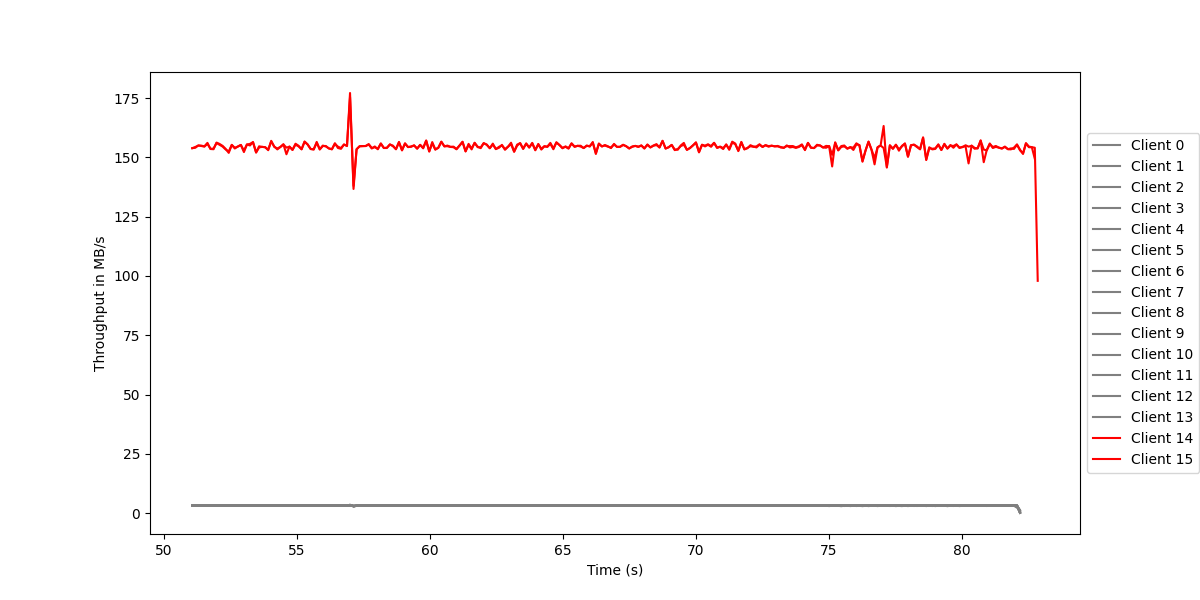 175
150
125
100
75
50
25
0
Throughput in MB/s
50 55 60 65 70 75 80
Time (s)
Client 0
Client 1
Client 2
Client 3
Client 4
Client 5
Client 6
Client 7
Client 8
Client 9
Client 10
Client 11
Client 12
Client 13
Client 14
Client 15